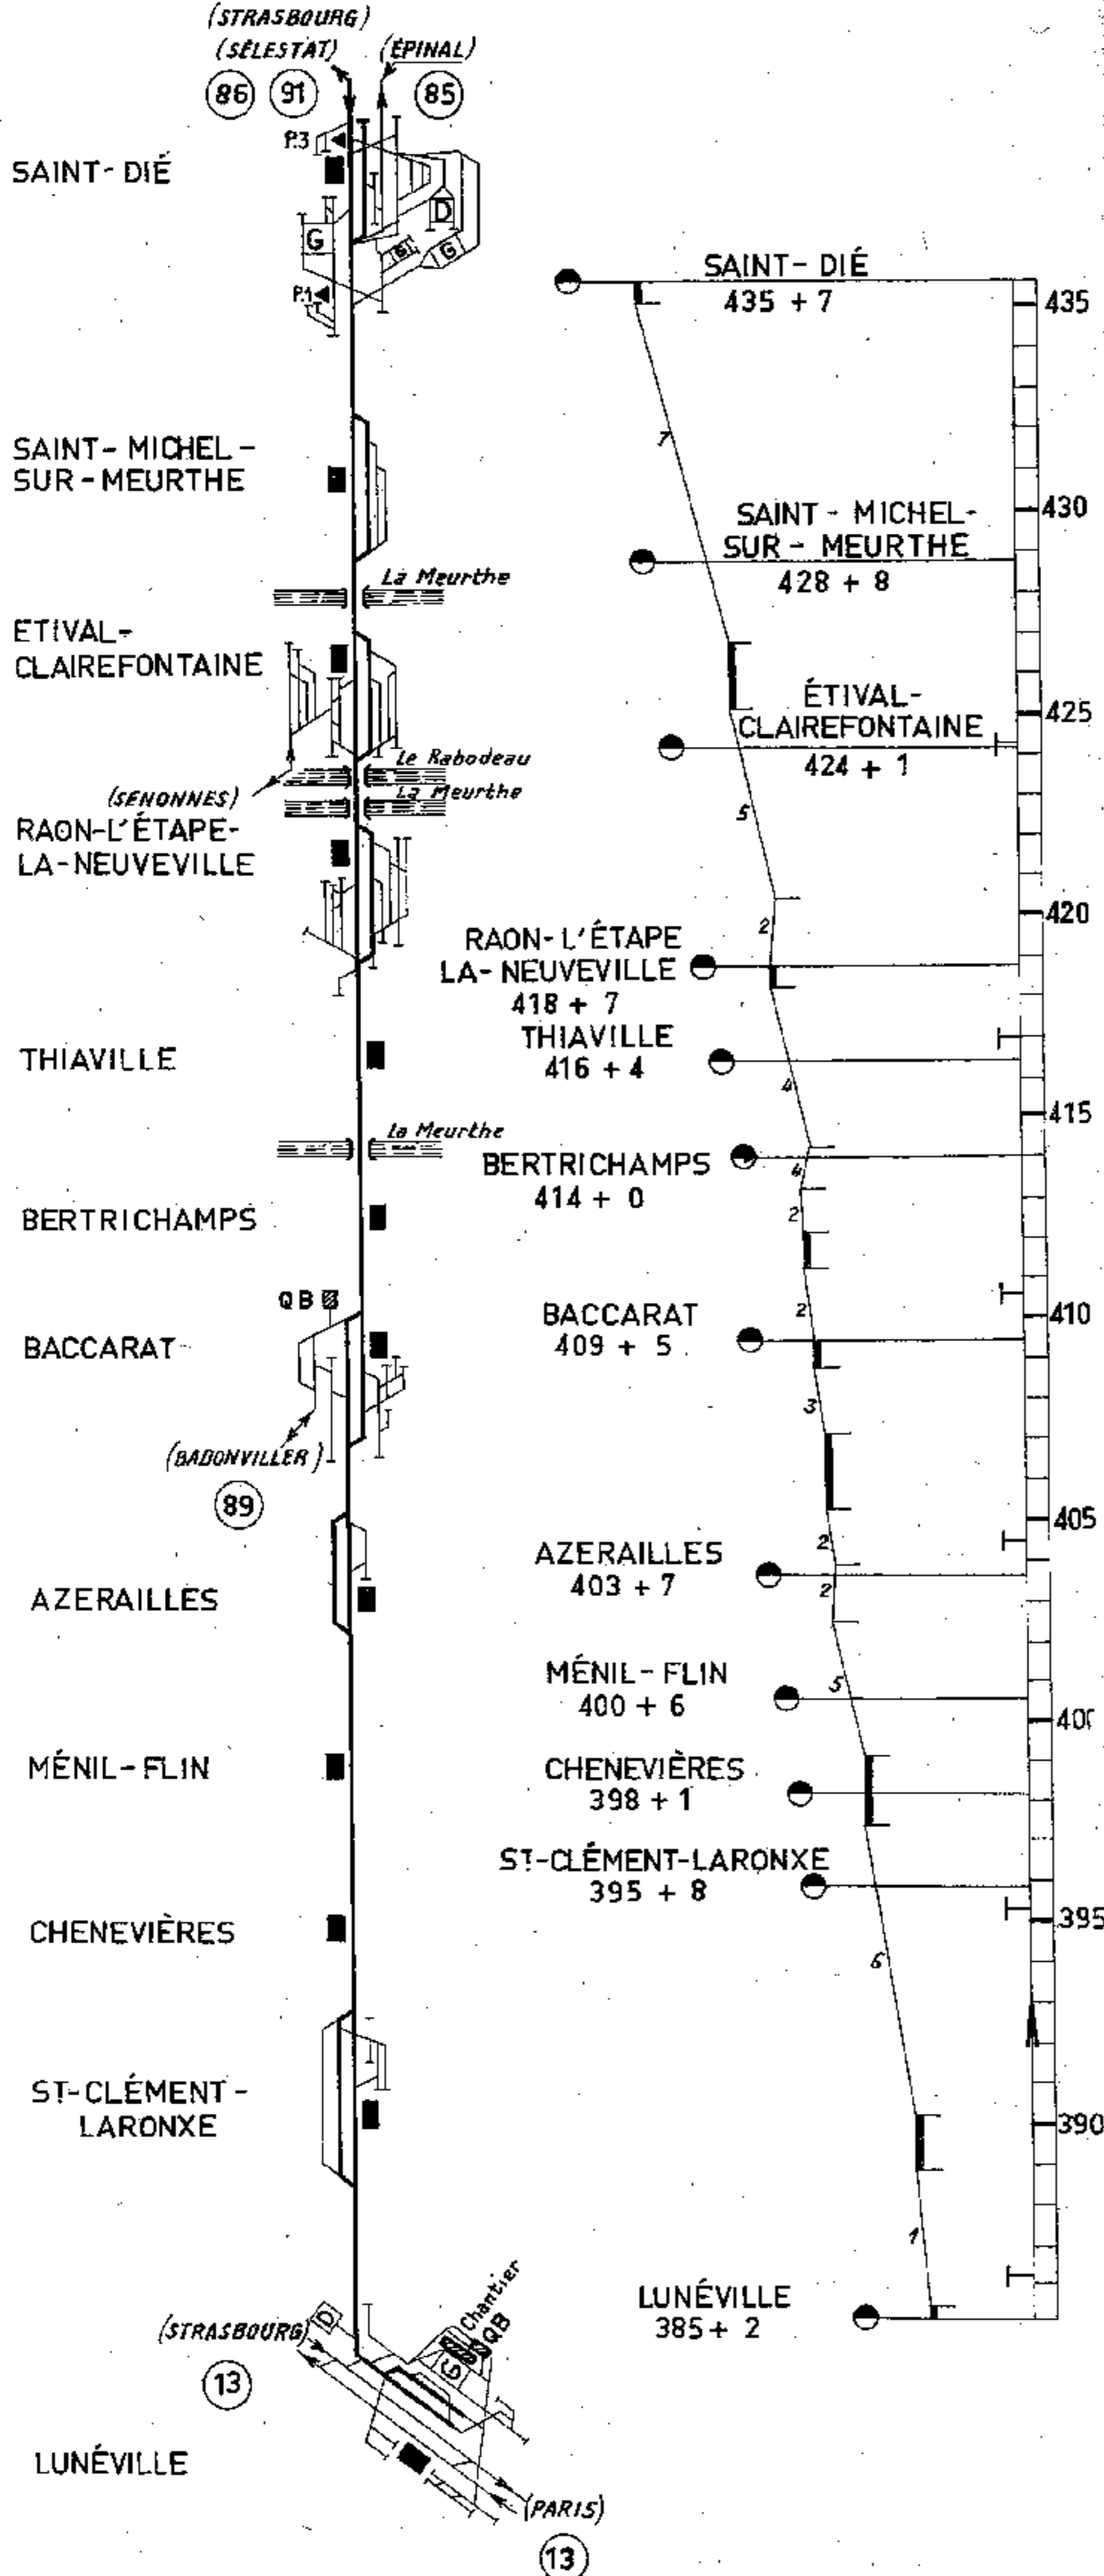 (STRASBOURG)
(SÉLESTAT)
(ÉPINAL)
86
91
85
P.3
SAINT-DIÉ
D
G
G
G
P.1
SAINT-MICHEL-
SUR-MEURTHE
La Meurthe
ETIVAL-
CLAIREFONTAINE
Le Rabodeau
(SENONNES)
La Meurthe
RAON-L'ÉTAPE-
LA-NEUVEVILLE
THIAVILLE
La Meurthe
BERTRICHAMPS
QB
BACCARAT
(BADONVILLER)
89
AZERAILLES
MÉNIL-FLIN
CHENEVIÈRES
ST-CLÉMENT-
LARONXE
Chantier
QB
D
G
(STRASBOURG)
13
LUNÉVILLE
(PARIS)
13
SAINT-DIÉ
435 + 7
7
SAINT-MICHEL-
SUR-MEURTHE
428 + 8
ÉTIVAL-
CLAIREFONTAINE
424 + 1
5
2
RAON-L'ÉTAPE
LA-NEUVEVILLE
418 + 7
THIAVILLE
416 + 4
4
BERTRICHAMPS
414 + 0
4
2
2
BACCARAT
409 + 5
3
2
AZERAILLES
403 + 7
2
MÉNIL-FLIN
400 + 6
5
CHENEVIÈRES
398 + 1
ST-CLÉMENT-LARONXE
395 + 8
6
1
LUNÉVILLE
385 + 2
435
430
425
420
415
410
405
400
395
390